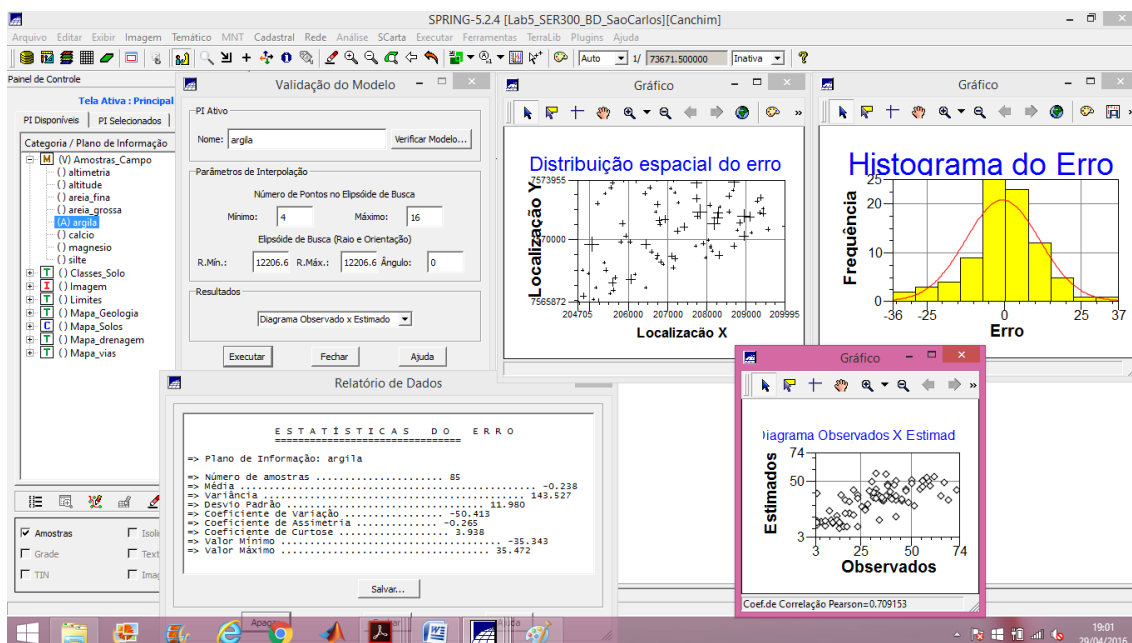 SPRING-5.2.4 [Lab5_SER300_BD_SaoCarlos][Canchim]
Arquivo Editar Exibir Imagem Temático MNT Cadastral Rede Análise SCarta Executar Ferramentas TerraLib Plugins Ajuda
Auto 1/ 73671.500000 Inativa
Painel de Controle
Tela Ativa : Principal
PI Disponíveis PI Selecionados
Categoria / Plano de Informação
(V) Amostras_Campo
() altimetria
() altitude
() areia_fina
() areia_grossa
(A) argila
() calcio
() magnesio
() silte
() Classes_Solo
() Imagem
() Limites
() Mapa_Geologia
() Mapa_Solos
() Mapa_drenagem
() Mapa_vias
Amostras
Grade
TIN
Validação do Modelo
PI Ativo
Nome: argila Verificar Modelo...
Parâmetros de Interpolação
Número de Pontos no Elipsóide de Busca
Mínimo: 4 Máximo: 16
Elipsóide de Busca (Raio e Orientação)
R.Mín.: 12206.6 R.Máx.: 12206.6 Ângulo: 0
Resultados
Diagrama Observado x Estimado
Executar Fechar Ajuda
Gráfico
Distribuição espacial do erro
Localização Y
7573955
7565872
204705 206000 207000 208000 209000 209995
Localização X
Gráfico
Histograma do Erro
Frequência
25
20
10
0
-36 -25 0 25 37
Erro
Relatório de Dados
E S T A T Í S T I C A S D O E R R O
================================
=> Plano de Informação: argila
=> Número de amostras ...................... 85
=> Média .................................................. -0.238
=> Variância ............................................ 143.527
=> Desvio Padrão .................................. 11.980
=> Coeficiente de Variação ................ -50.413
=> Coeficiente de Assimetria .............. -0.265
=> Coeficiente de Curtose ................... 3.938
=> Valor Mínimo ...................................... -35.343
=> Valor Máximo .................................... 35.472
Salvar...
Gráfico
iagrama Observados X Estimad
Estimados
74
50
3
3 25 50 74
Observados
Coef.de Correlação Pearson=0.709153
19:01
29/04/2016